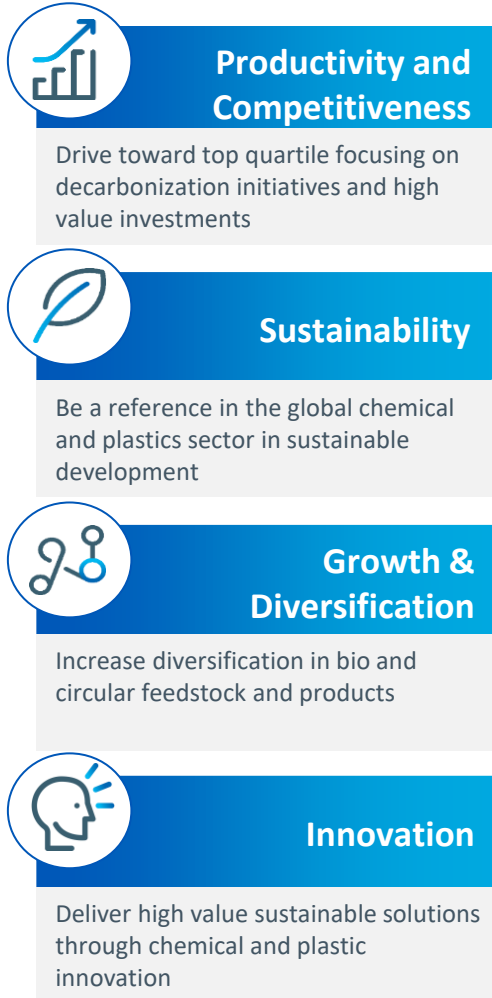 Productivity and
Competitiveness
Drive toward top quartile focusing on
decarbonization initiatives and high
value investments
Sustainability
Be a reference in the global chemical
and plastics sector in sustainable
development
Growth &
Diversification
Increase diversification in bio and
circular feedstock and products
Innovation
Deliver high value sustainable solutions
through chemical and plastic
innovation